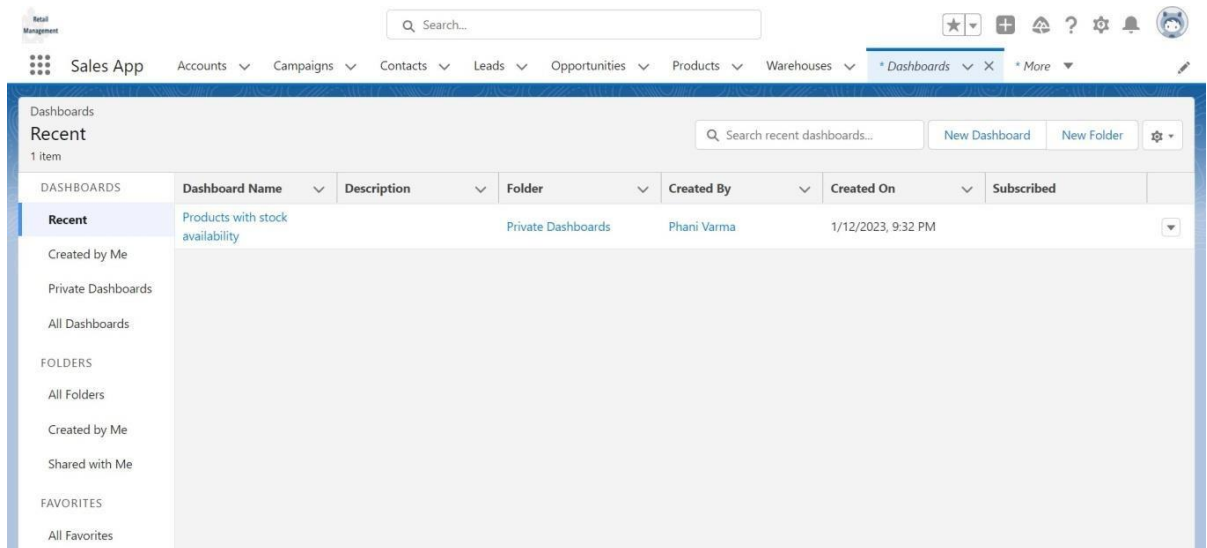 Retail
Management
Search...
Sales App
Accounts
Campaigns
Contacts
Leads
Opportunities
Products
Warehouses
* Dashboards
* More
Dashboards
Recent
1 item
Search recent dashboards...
New Dashboard
New Folder
DASHBOARDS
Recent
Created by Me
Private Dashboards
All Dashboards
FOLDERS
All Folders
Created by Me
Shared with Me
FAVORITES
All Favorites
Dashboard Name
Description
Folder
Created By
Created On
Subscribed
Products with stock
availability
Private Dashboards
Phani Varma
1/12/2023, 9:32 PM